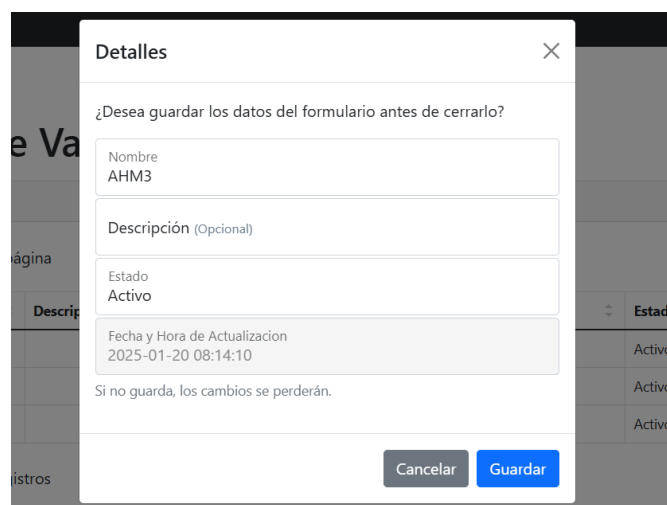 Detalles
¿Desea guardar los datos del formulario antes de cerrarlo?
e Va
Nombre
AHM3
Descripción (Opcional)
página
Estado
Activo
Descrip
Estad
Fecha y Hora de Actualizacion
2025-01-20 08:14:10
Activo
Activo
Activo
Si no guarda, los cambios se perderán.
Cancelar
Guardar
gistros